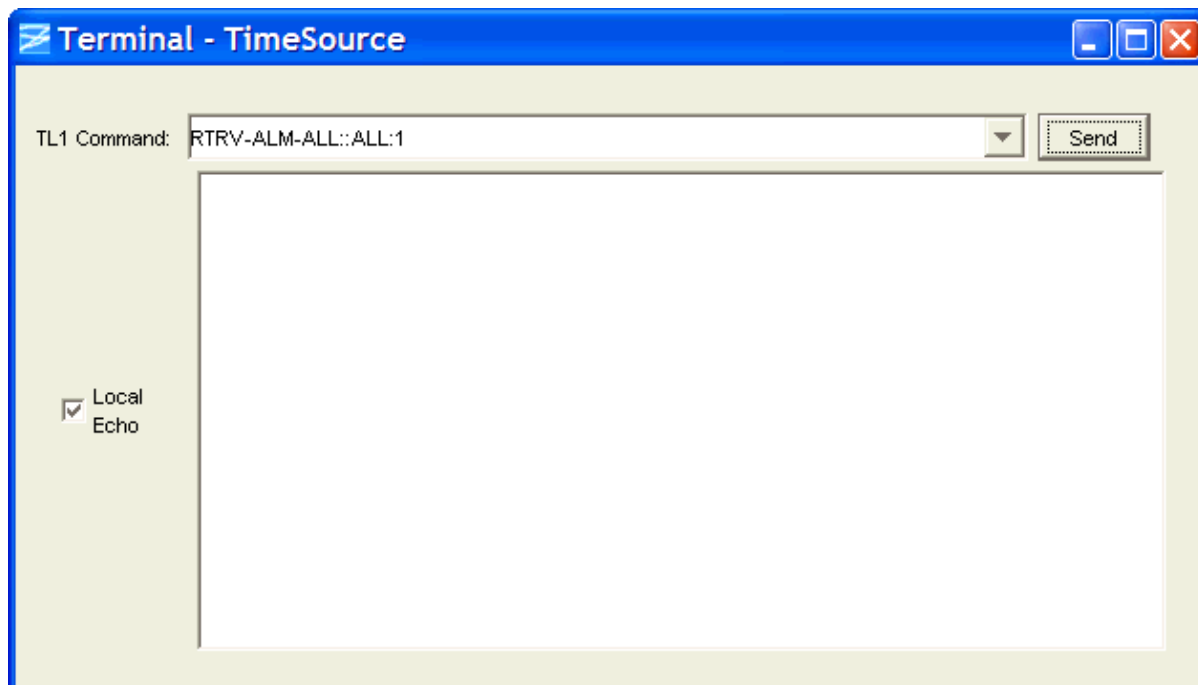 Terminal - TimeSource
TL1 Command: RTRV-ALM-ALL::ALL:1 Send
Local
Echo